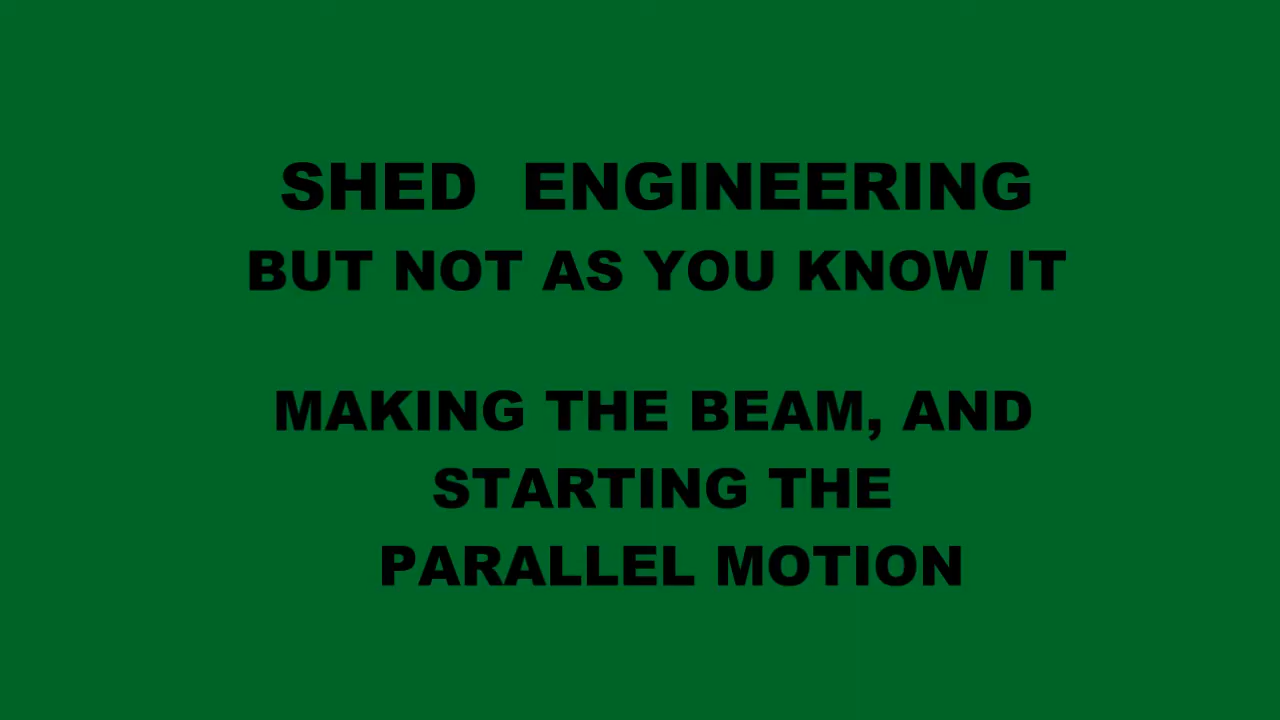 SHED ENGINEERING
BUT NOT AS YOU KNOW IT
MAKING THE BEAM, AND
STARTING THE
PARALLEL MOTION